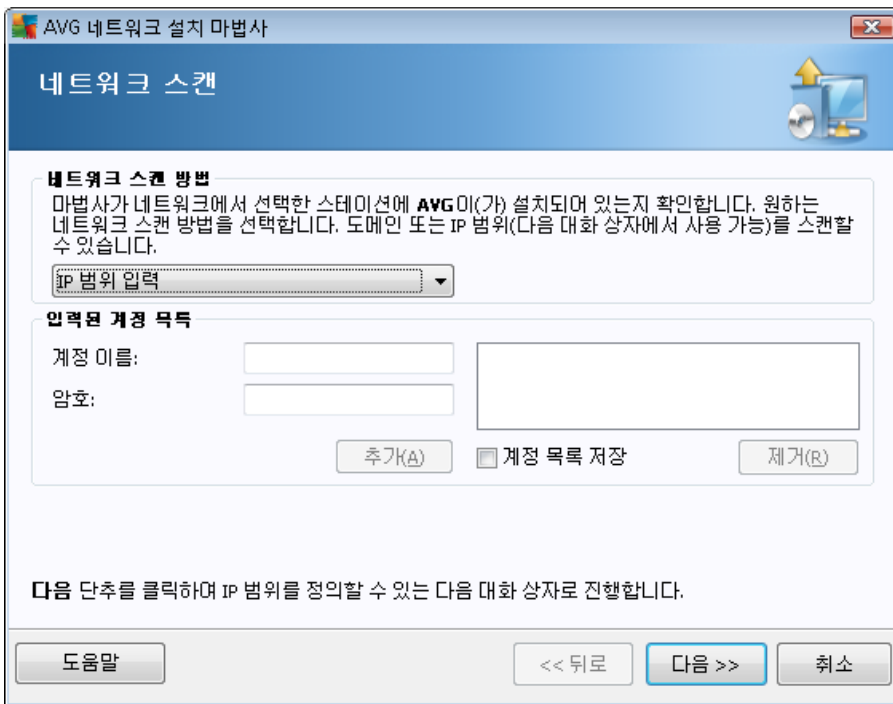 AVG 네트워크 설치 마법사
네트워크 스캔
네트워크 스캔 방법
마법사가 네트워크에서 선택한 스테이션에 AVG이(가) 설치되어 있는지 확인합니다. 원하는
네트워크 스캔 방법을 선택합니다. 도메인 또는 IP 범위(다음 대화 상자에서 사용 가능)를 스캔할
수 있습니다.
IP 범위 입력
입력된 계정 목록
계정 이름:
암호:
추가(A)
계정 목록 저장
제거(R)
다음 단추를 클릭하여 IP 범위를 정의할 수 있는 다음 대화 상자로 진행합니다.
도움말
<< 뒤로
다음 >>
취소